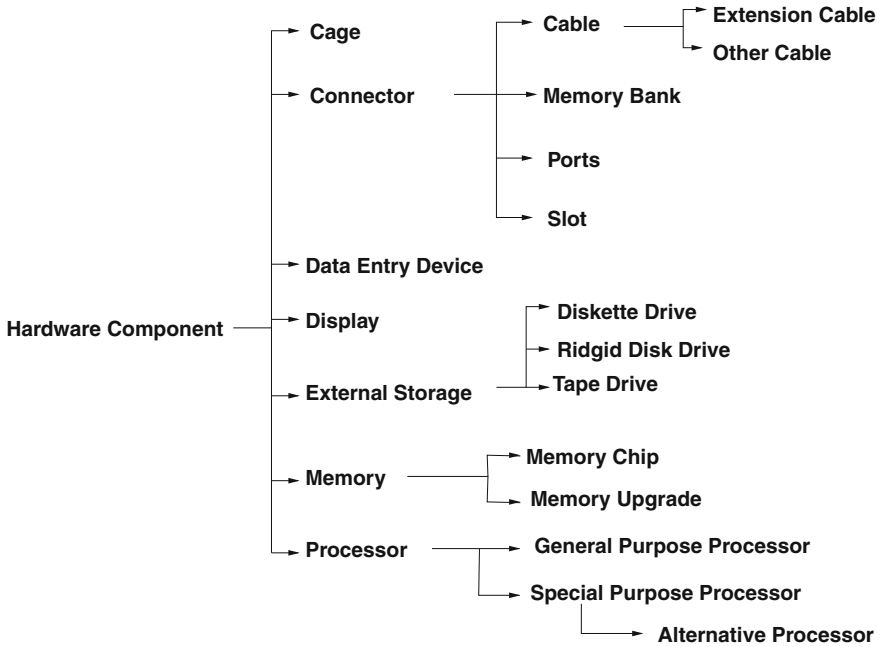 Hardware Component
Cage
Connector
Cable
Extension Cable
Other Cable
Memory Bank
Ports
Slot
Data Entry Device
Display
External Storage
Diskette Drive
Ridgid Disk Drive
Tape Drive
Memory
Memory Chip
Memory Upgrade
Processor
General Purpose Processor
Special Purpose Processor
Alternative Processor